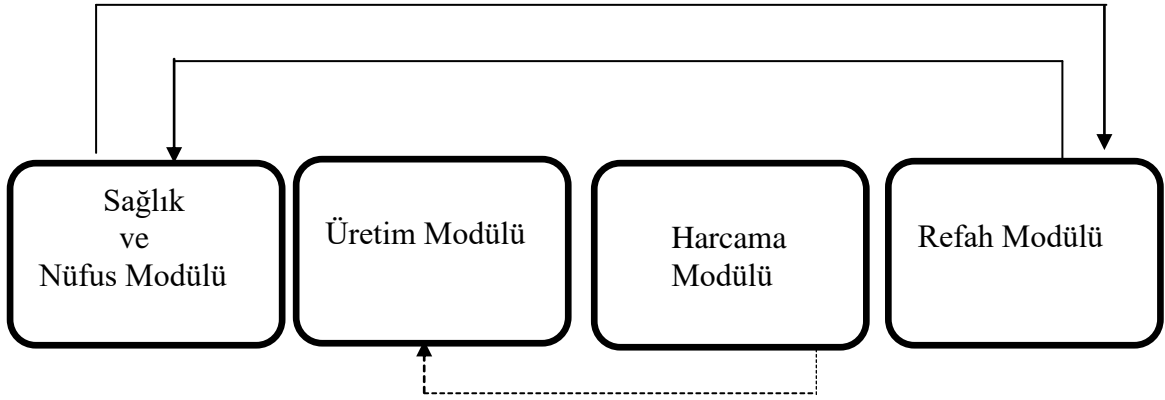 Sağlık
ve
Nüfus Modülü
Üretim Modülü
Harcama
Modülü
Refah Modülü